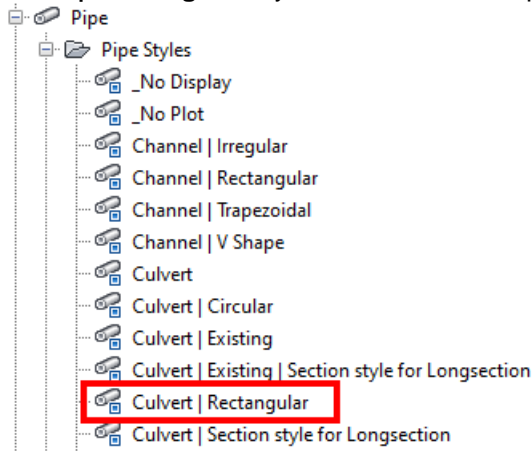 Pipe
Pipe Styles
_No Display
_No Plot
Channel | Irregular
Channel | Rectangular
Channel | Trapezoidal
Channel | V Shape
Culvert
Culvert | Circular
Culvert | Existing
Culvert | Existing | Section style for Longsection
Culvert | Rectangular
Culvert | Section style for Longsection